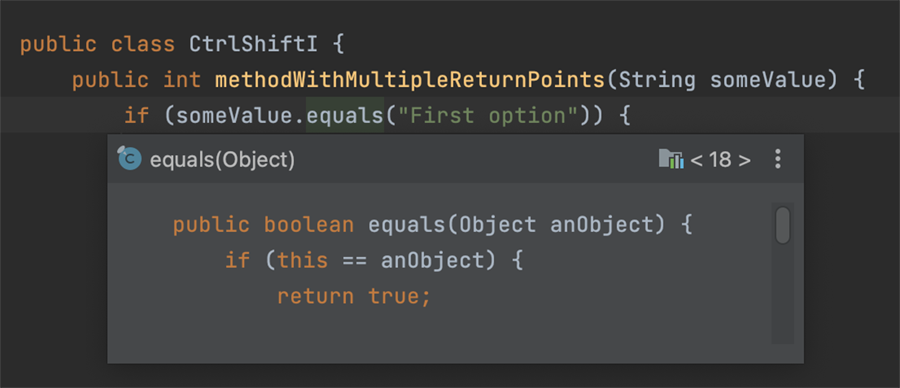 public class CtrlShiftI {
public int methodWithMultipleReturnPoints(String someValue) {
if (someValue.equals("First option")) {
equals(Object) < 18 >
public boolean equals(Object anObject) {
if (this == anObject) {
return true;